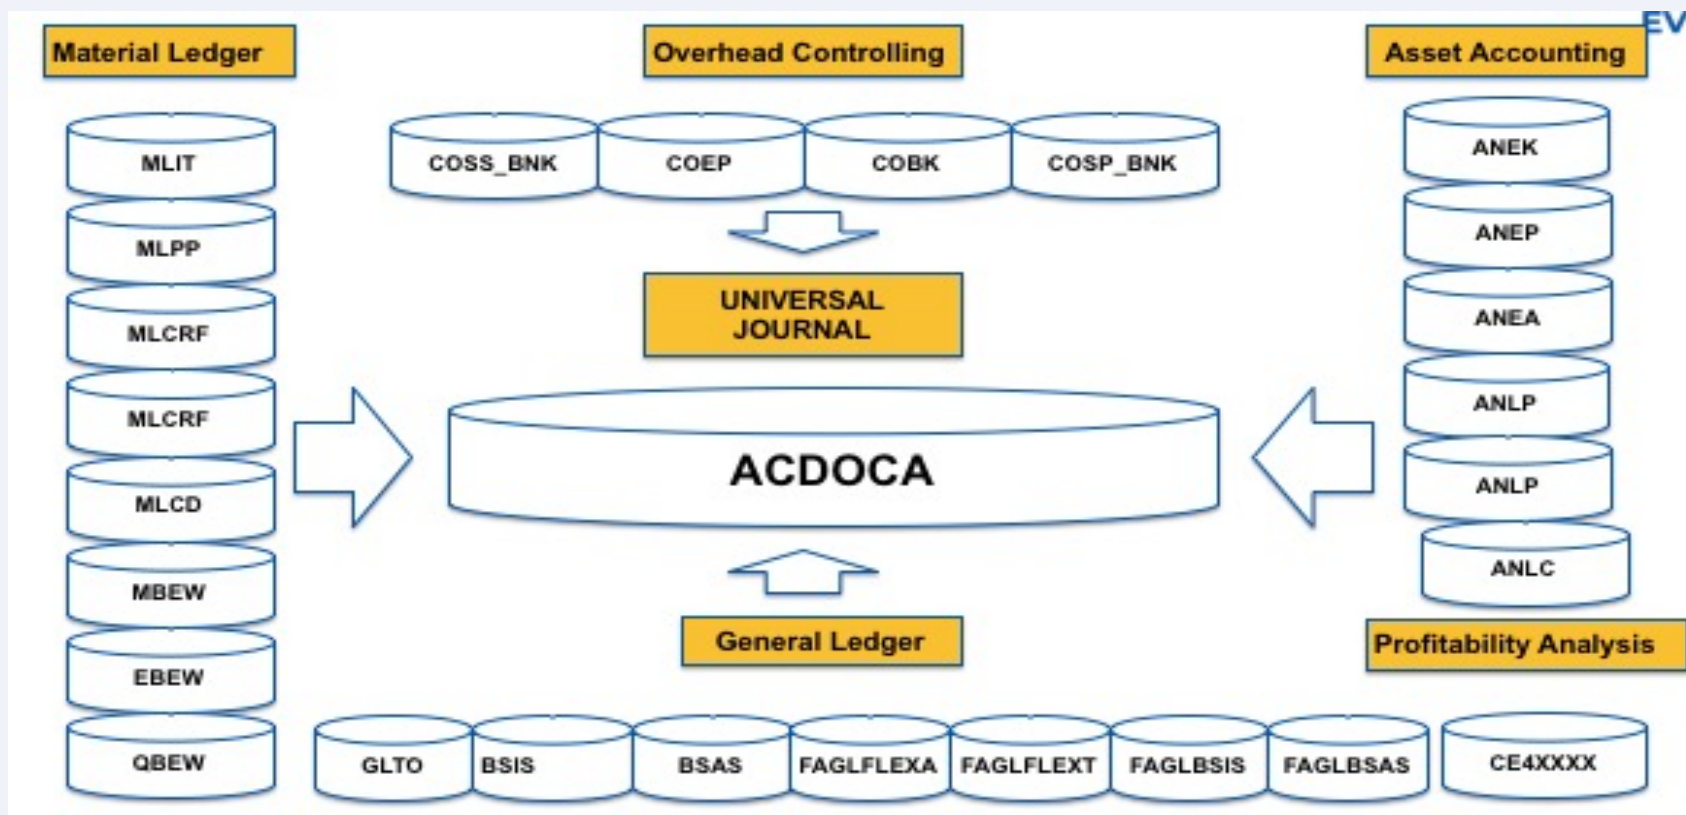 EV
Material Ledger
Overhead Controlling
Asset Accounting
MLIT
MLPP
MLCRF
MLCRF
MLCD
MBEW
EBEW
QBEW
COSS_BNK
COEP
COBK
COSP_BNK
UNIVERSAL
JOURNAL
ACDOCA
General Ledger
GLTO
BSIS
BSAS
FAGLFLEXA
FAGLFLEXT
FAGLBSIS
FAGLBSAS
ANEK
ANEP
ANEA
ANLP
ANLP
ANLC
Profitability Analysis
CE4XXXX